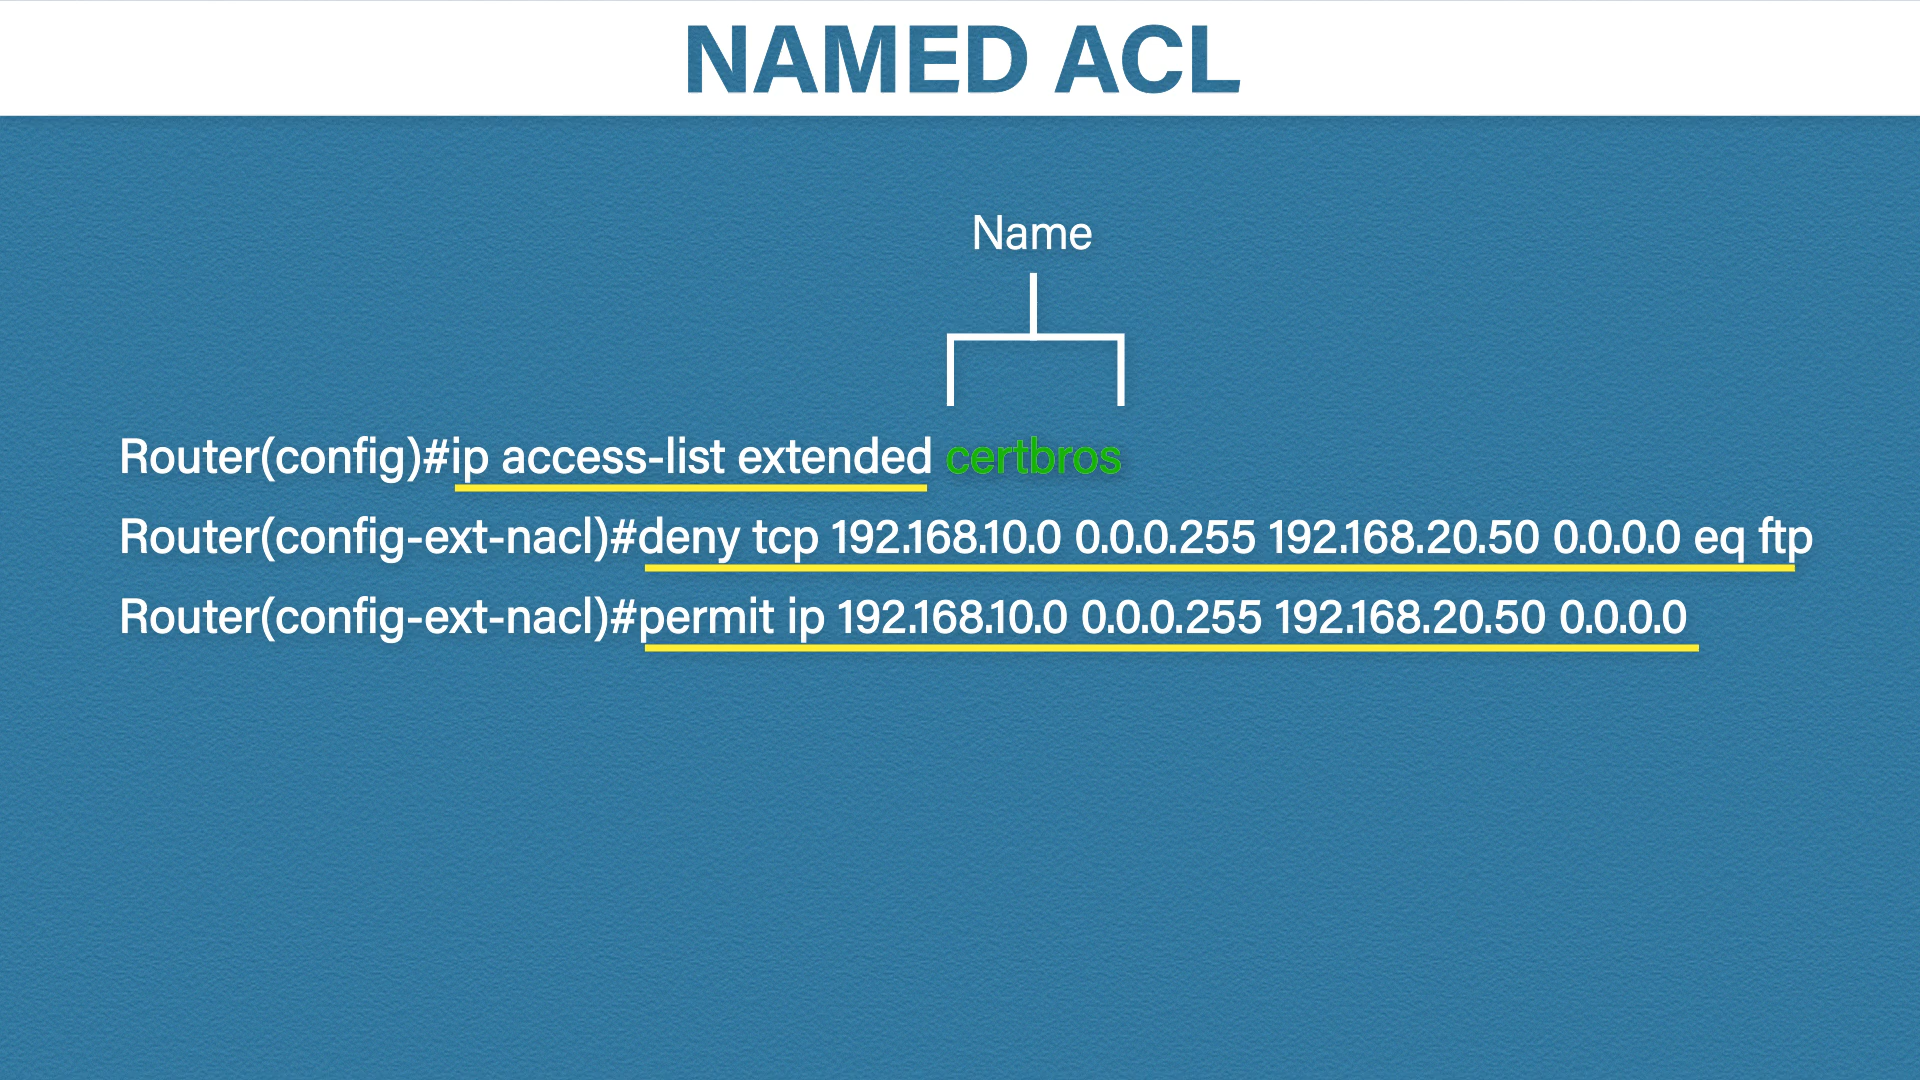 NAMED ACL
Name
Router(config)#ip access-list extended certbros
Router(config-ext-nacl)#deny tcp 192.168.10.0 0.0.0.255 192.168.20.50 0.0.0.0 eq ftp
Router(config-ext-nacl)#permit ip 192.168.10.0 0.0.0.255 192.168.20.50 0.0.0.0